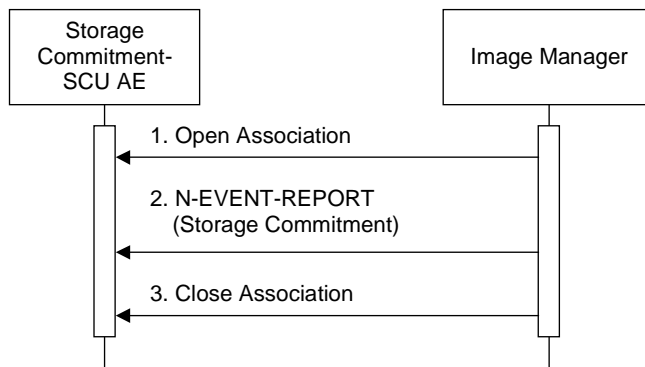 Storage
Commitment-
SCU AE
Image Manager
1. Open Association
2. N-EVENT-REPORT
(Storage Commitment)
3. Close Association